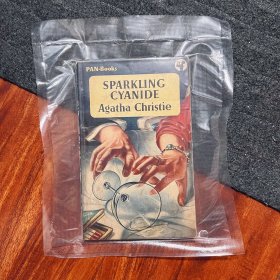 PAN-Books
SPARKLING
CYANIDE
Agatha Christie